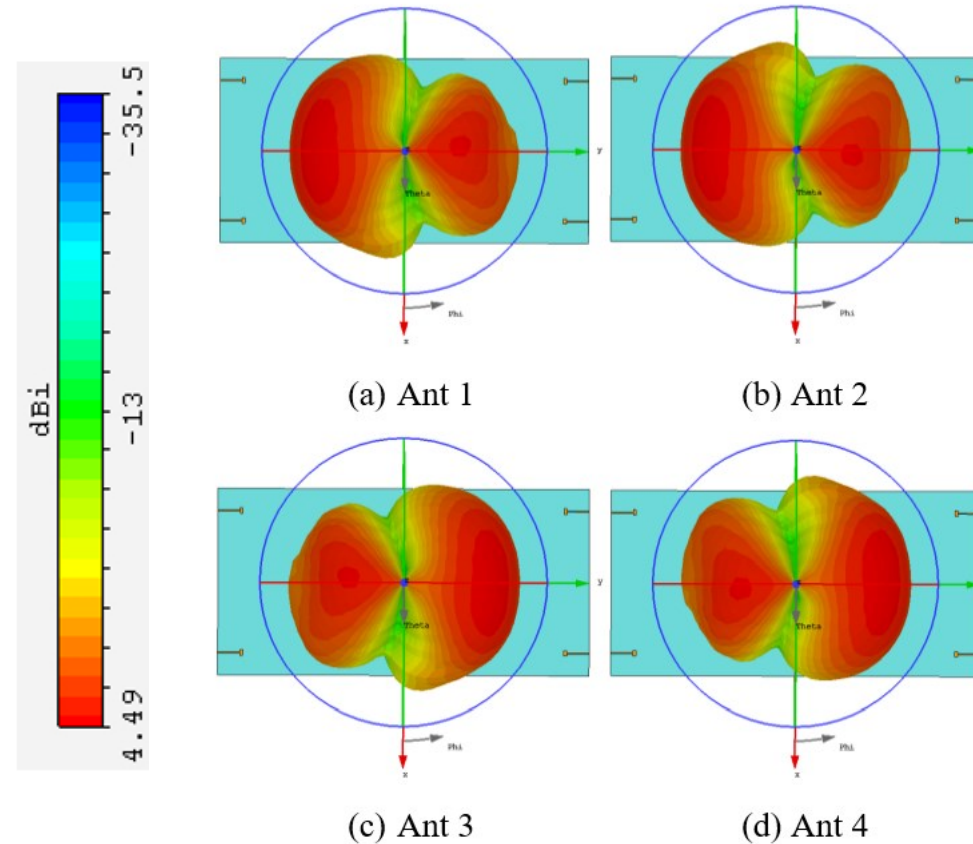 -35.5
-13
4.49
dBi
Theta
y
Phi
x
(a) Ant 1
Theta
Phi
x
(b) Ant 2
y
Theta
Phi
x
(c) Ant 3
Theta
Phi
x
(d) Ant 4